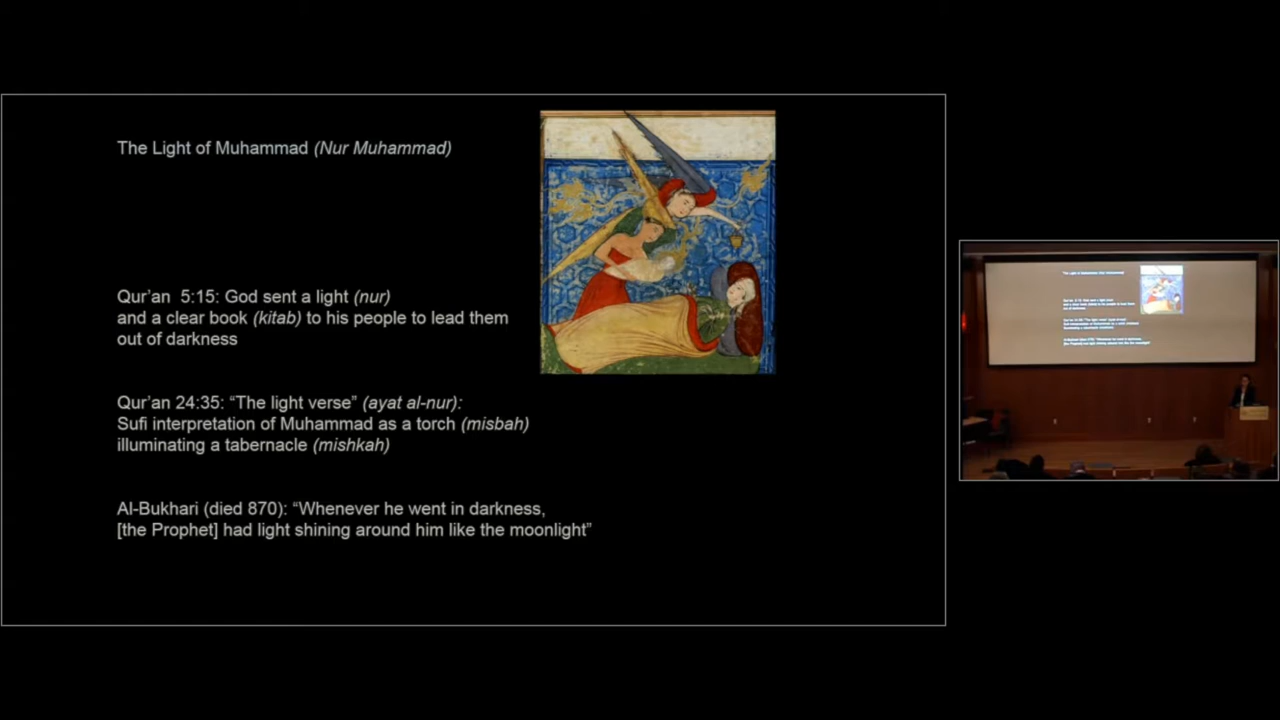 The Light of Muhammad (Nur Muhammad)
Qur’an  5:15: God sent a light (nur)
and a clear book (kitab) to his people to lead them
out of darkness
Qur’an 24:35: “The light verse” (ayat al-nur):
Sufi interpretation of Muhammad as a torch (misbah)
illuminating a tabernacle (mishkah)
Al-Bukhari (died 870): “Whenever he went in darkness,
[the Prophet] had light shining around him like the moonlight”